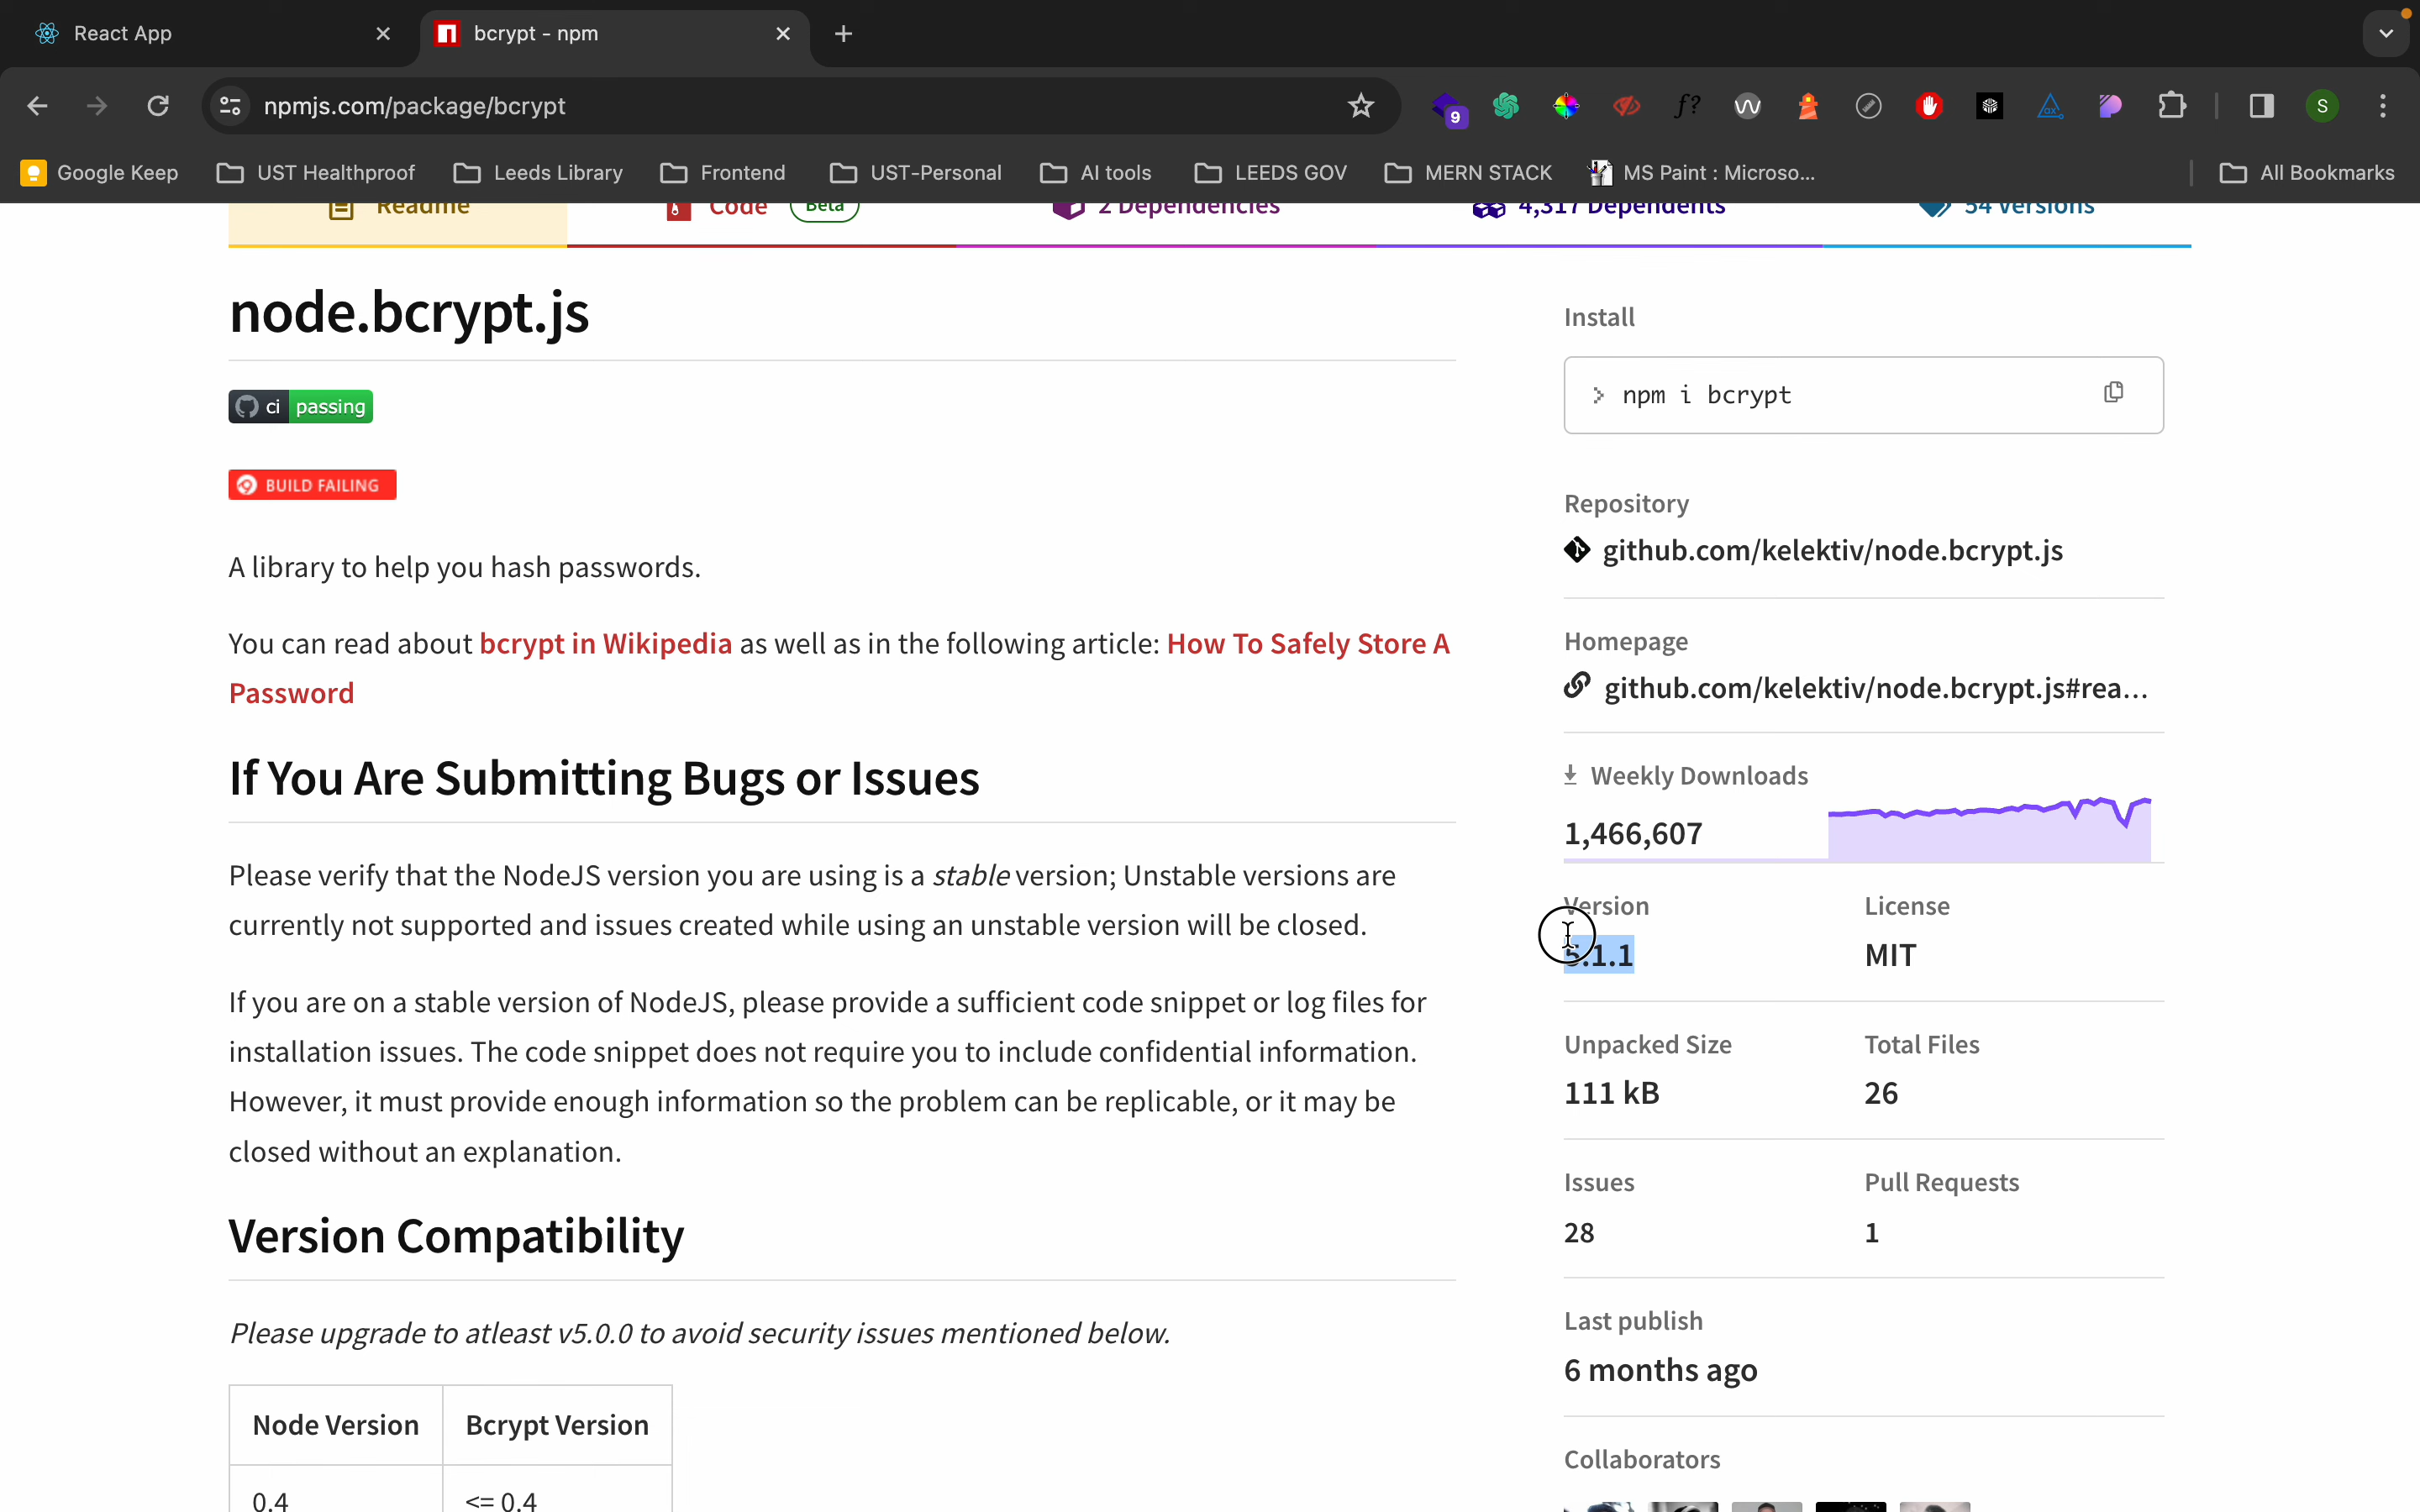 React App
bcrypt - npm
npmjs.com/package/bcrypt
9
f?
S
Google Keep
UST Healthproof
Leeds Library
Frontend
UST-Personal
AI tools
LEEDS GOV
MERN STACK
MS Paint : Microso...
All Bookmarks
Readme
Code
Beta
2 Dependencies
4,317 Dependents
54 Versions
node.bcrypt.js
ci passing
BUILD FAILING
A library to help you hash passwords.
You can read about bcrypt in Wikipedia as well as in the following article: How To Safely Store A
Password
If You Are Submitting Bugs or Issues
Please verify that the NodeJS version you are using is a stable version; Unstable versions are
currently not supported and issues created while using an unstable version will be closed.
If you are on a stable version of NodeJS, please provide a sufficient code snippet or log files for
installation issues. The code snippet does not require you to include confidential information.
However, it must provide enough information so the problem can be replicable, or it may be
closed without an explanation.
Version Compatibility
Please upgrade to atleast v5.0.0 to avoid security issues mentioned below.
Node Version
Bcrypt Version
0.4
<= 0.4
Install
> npm i bcrypt
Repository
github.com/kelektiv/node.bcrypt.js
Homepage
github.com/kelektiv/node.bcrypt.js#rea...
Weekly Downloads
1,466,607
Version
License
5.1.1
MIT
Unpacked Size
Total Files
111 kB
26
Issues
Pull Requests
28
1
Last publish
6 months ago
Collaborators